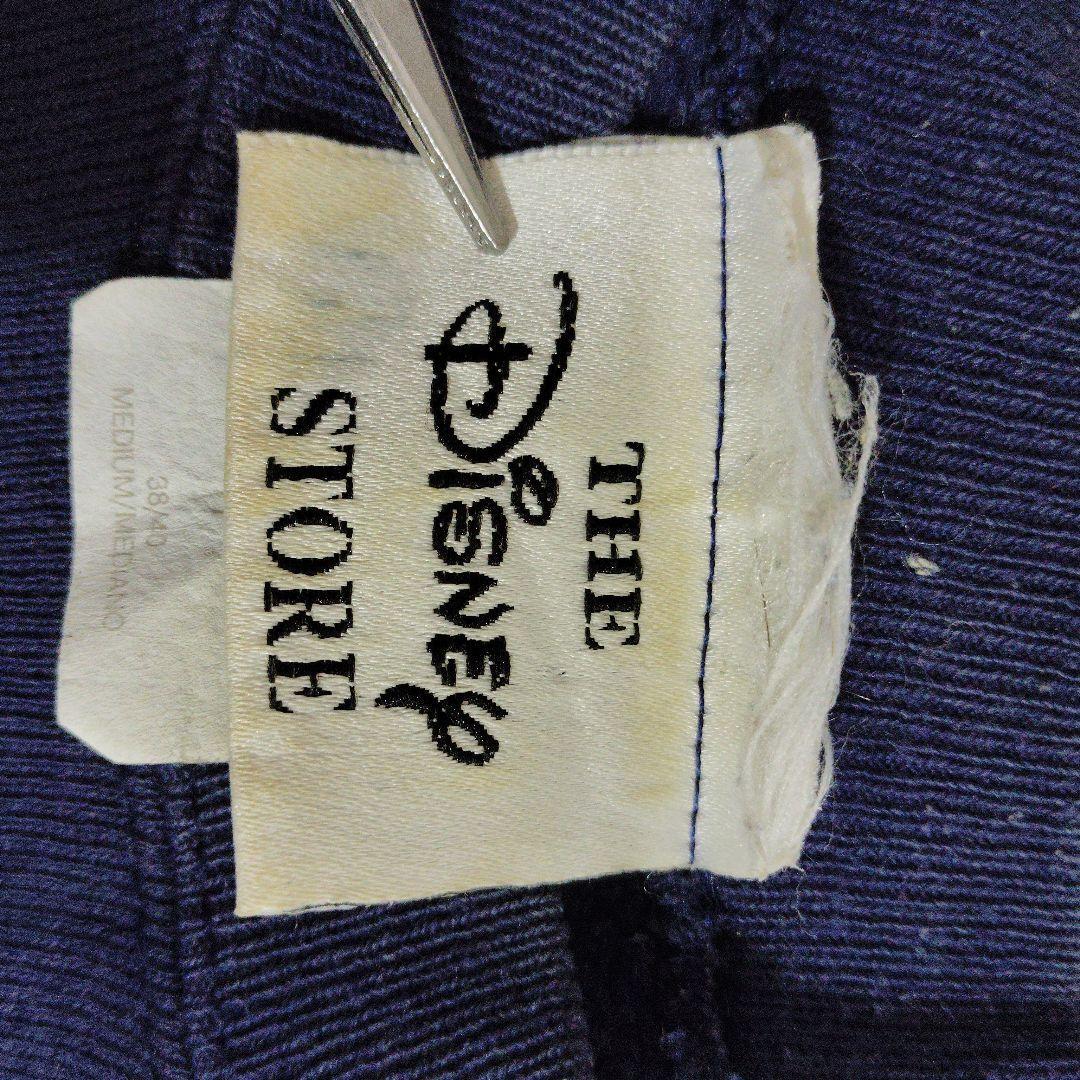 THE
Disney
STORE
38/40
MEDIUM/MEDIANO